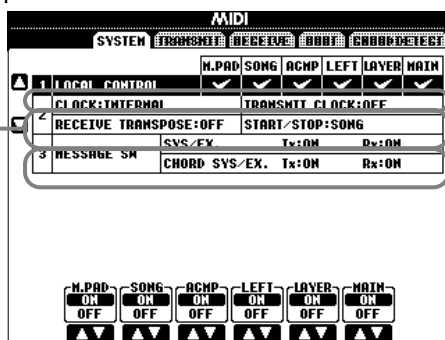 MIDI
SYSTEM TRANSMIT RECEIVE ROOT CHORD DETECT
M.PAD SONG ACMP LEFT LAYER MAIN
1 LOCAL CONTROL
2 CLOCK:INTERNAL TRANSMIT CLOCK:OFF
RECEIVE TRANSPOSE:OFF START/STOP:SONG
3 MESSAGE SW SYS/EX. Tx:ON Rx:ON
CHORD SYS/EX. Tx:ON Rx:ON
M.PAD SONG ACMP LEFT LAYER MAIN
ON ON ON ON ON ON
OFF OFF OFF OFF OFF OFF